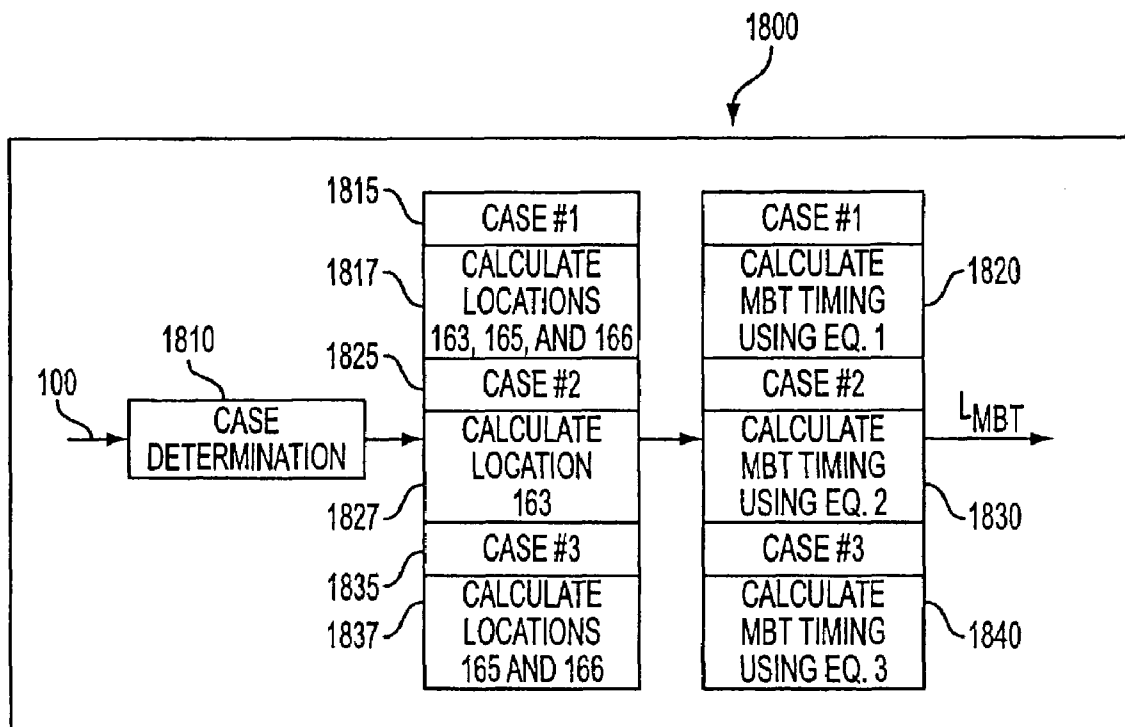 1800
1815
CASE #1
CASE #1
1817
CALCULATE
LOCATIONS
163, 165, AND 166
CALCULATE
MBT TIMING
USING EQ. 1
1820
1810
1825
CASE #2
CASE #2
100
CASE
DETERMINATION
CALCULATE
LOCATION
163
CALCULATE
MBT TIMING
USING EQ. 2
LMBT
1827
1830
CASE #3
CASE #3
1835
1837
CALCULATE
LOCATIONS
165 AND 166
CALCULATE
MBT TIMING
USING EQ. 3
1840